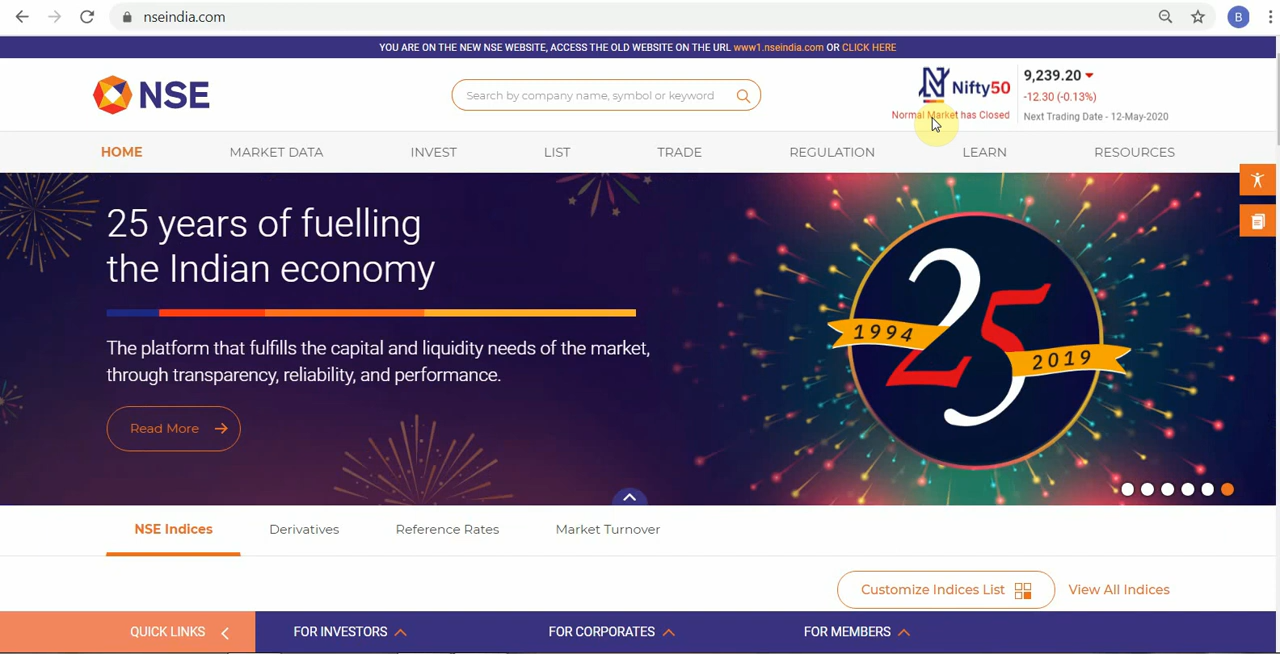 nseindia.com
B
YOU ARE ON THE NEW NSE WEBSITE, ACCESS THE OLD WEBSITE ON THE URL www1.nseindia.com OR CLICK HERE
NSE
Search by company name, symbol or keyword
Nifty50
Normal Market has Closed
9,239.20
-12.30 (-0.13%)
Next Trading Date - 12-May-2020
HOME MARKET DATA INVEST LIST TRADE REGULATION LEARN RESOURCES
25 years of fuelling
the Indian economy
The platform that fulfills the capital and liquidity needs of the market,
through transparency, reliability, and performance.
Read More
25
1994
2019
NSE Indices Derivatives Reference Rates Market Turnover
Customize Indices List View All Indices
QUICK LINKS FOR INVESTORS FOR CORPORATES FOR MEMBERS